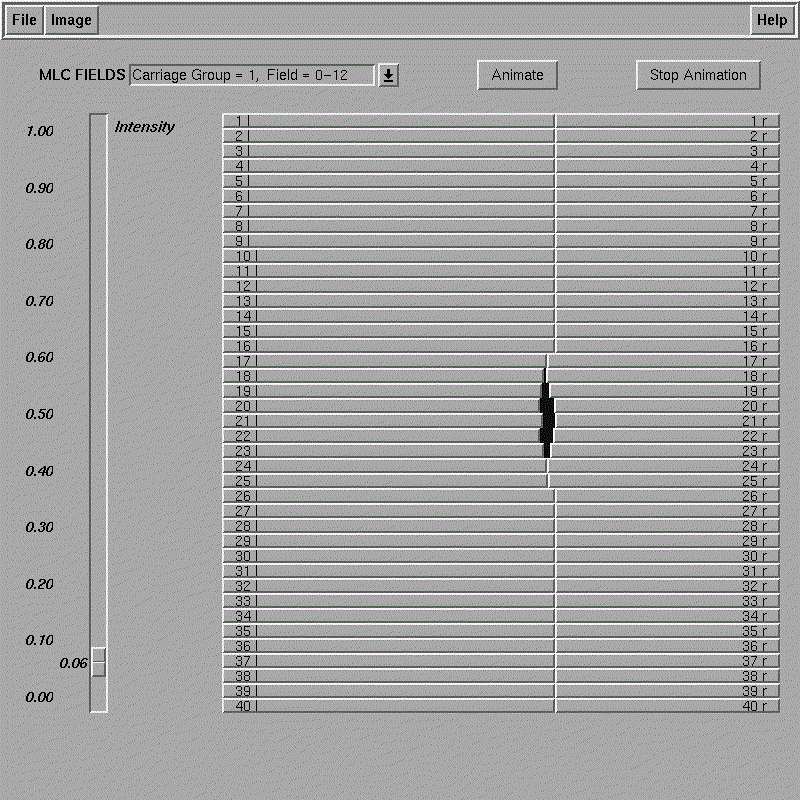 File Image Help
MLC FIELDS Carriage Group = 1, Field = 0-12 Animate Stop Animation
Intensity
1.00
0.90
0.80
0.70
0.60
0.50
0.40
0.30
0.20
0.10
0.06
0.00
1 l 1 r
2 l 2 r
3 l 3 r
4 l 4 r
5 l 5 r
6 l 6 r
7 l 7 r
8 l 8 r
9 l 9 r
10 l 10 r
11 l 11 r
12 l 12 r
13 l 13 r
14 l 14 r
15 l 15 r
16 l 16 r
17 l 17 r
18 l 18 r
19 l 19 r
20 l 20 r
21 l 21 r
22 l 22 r
23 l 23 r
24 l 24 r
25 l 25 r
26 l 26 r
27 l 27 r
28 l 28 r
29 l 29 r
30 l 30 r
31 l 31 r
32 l 32 r
33 l 33 r
34 l 34 r
35 l 35 r
36 l 36 r
37 l 37 r
38 l 38 r
39 l 39 r
40 l 40 r